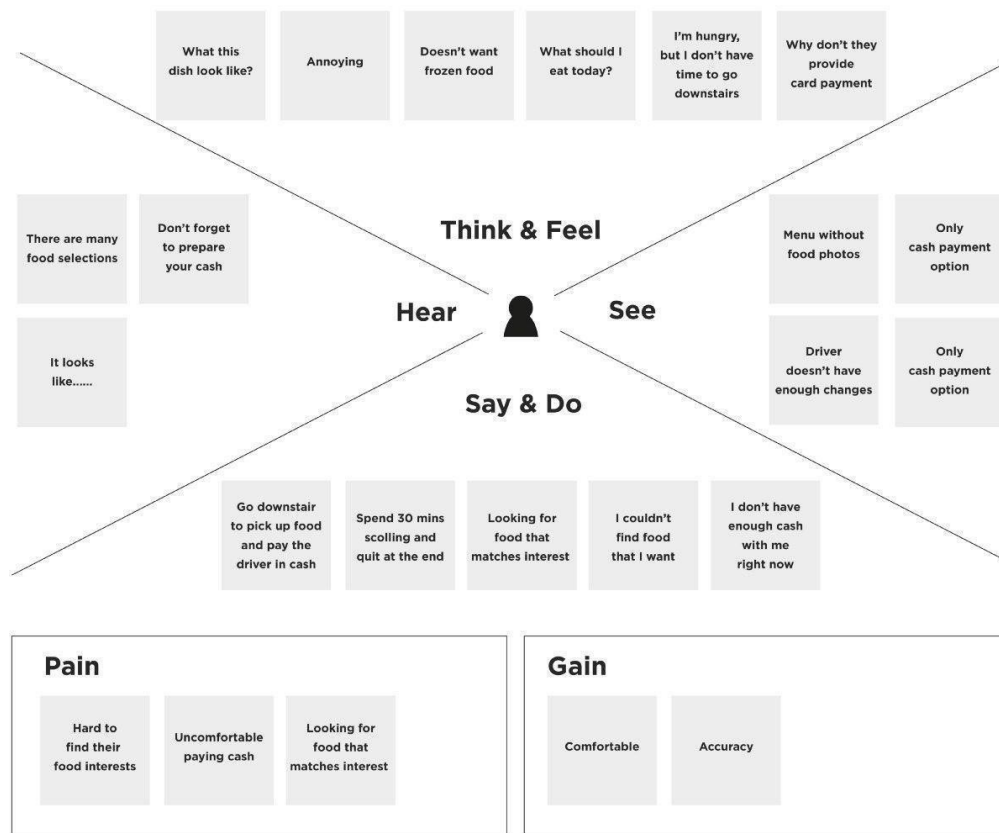 What this
dish look like?
Annoying
Doesn't want
frozen food
What should I
eat today?
I'm hungry,
but I don't have
time to go
downstairs
Why don't they
provide
card payment
Think & Feel
There are many
food selections
Don't forget
to prepare
your cash
It looks
like......
Hear
See
Menu without
food photos
Only
cash payment
option
Driver
doesn't have
enough changes
Only
cash payment
option
Say & Do
Go downstair
to pick up food
and pay the
driver in cash
Spend 30 mins
scolling and
quit at the end
Looking for
food that
matches interest
I couldn't
find food
that I want
I don't have
enough cash
with me
right now
Pain
Hard to
find their
food interests
Uncomfortable
paying cash
Looking for
food that
matches interest
Gain
Comfortable
Accuracy